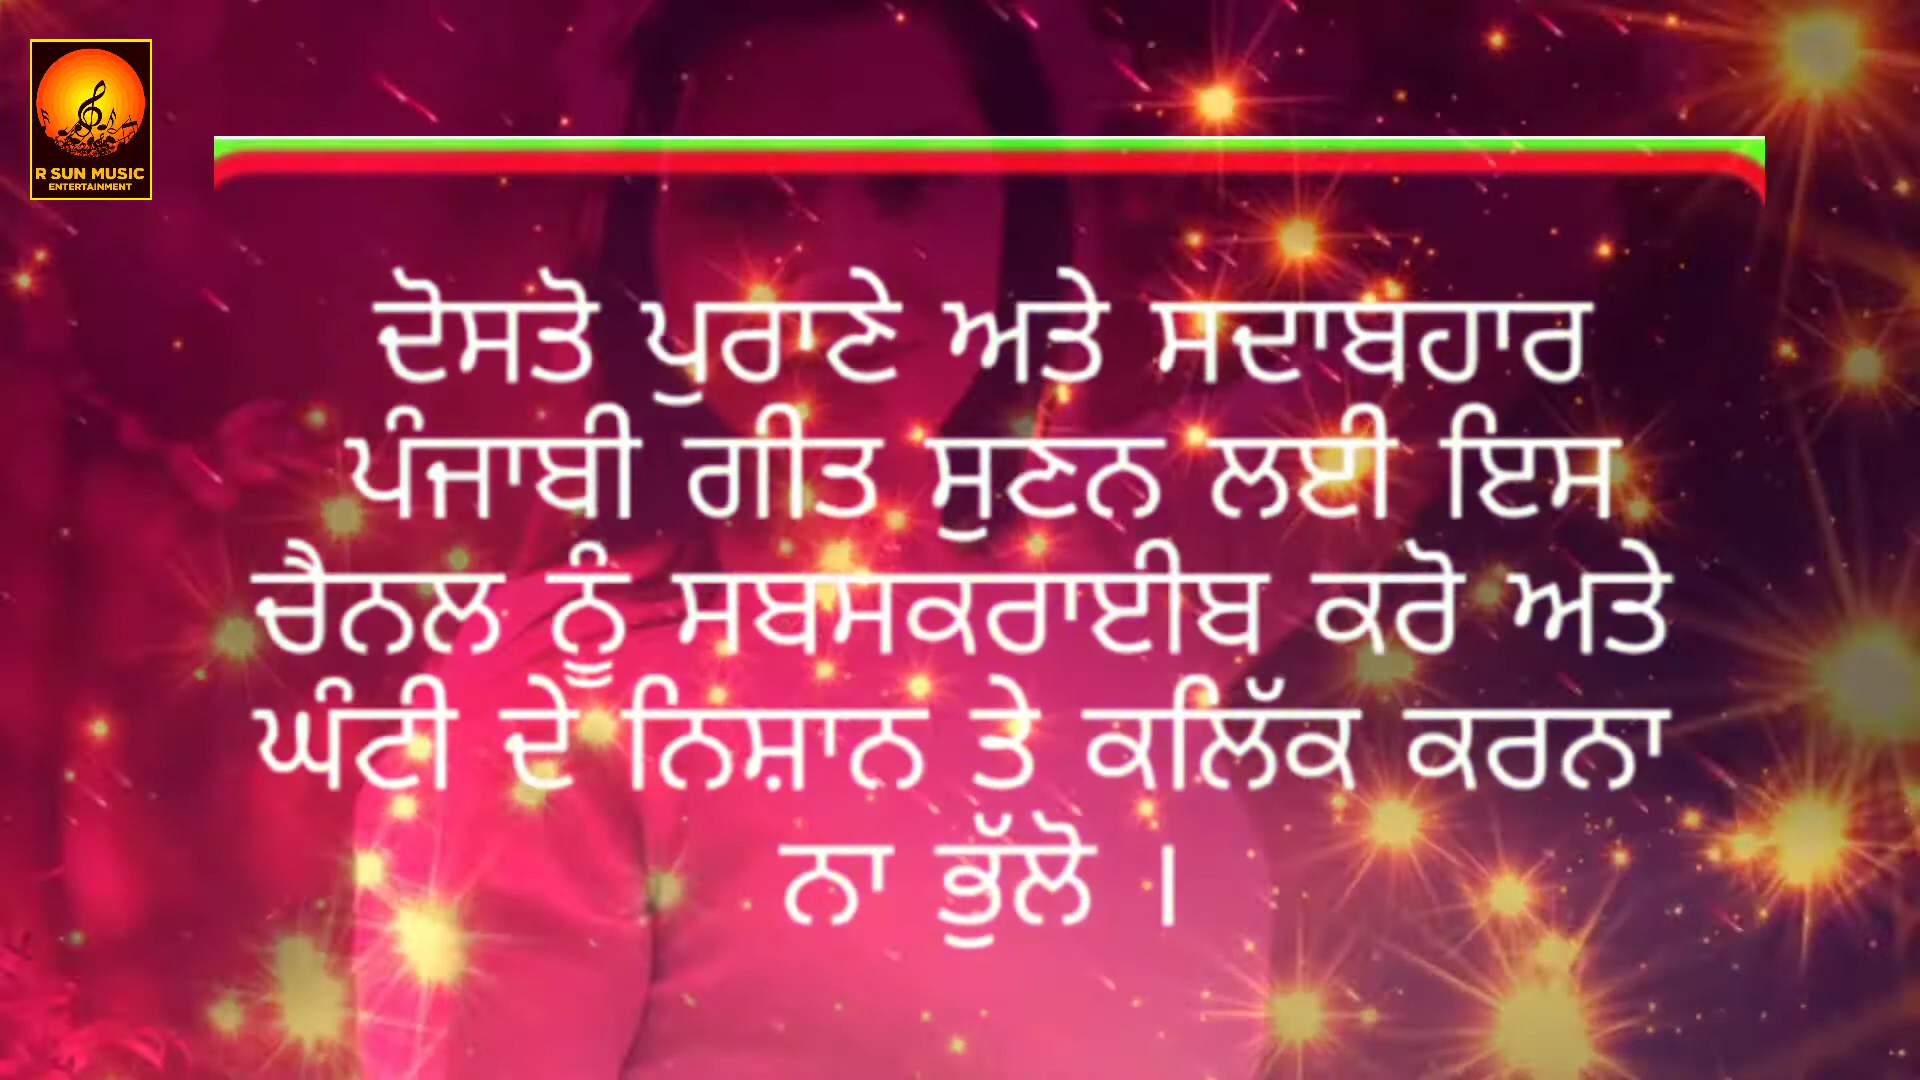 R SUN MUSIC
ENTERTAINMENT
ਦੋਸਤੋ ਪੁਰਾਣੇ ਅਤੇ ਸਦਾਬਹਾਰ
ਪੰਜਾਬੀ ਗੀਤ ਸੁਣਨ ਲਈ ਇਸ
ਚੈਨਲ ਨੂੰ ਸਬਸਕਰਾਈਬ ਕਰੋ ਅਤੇ
ਘੰਟੀ ਦੇ ਨਿਸ਼ਾਨ ਤੇ ਕਲਿੱਕ ਕਰਨਾ
ਨਾ ਭੁੱਲੋ ।